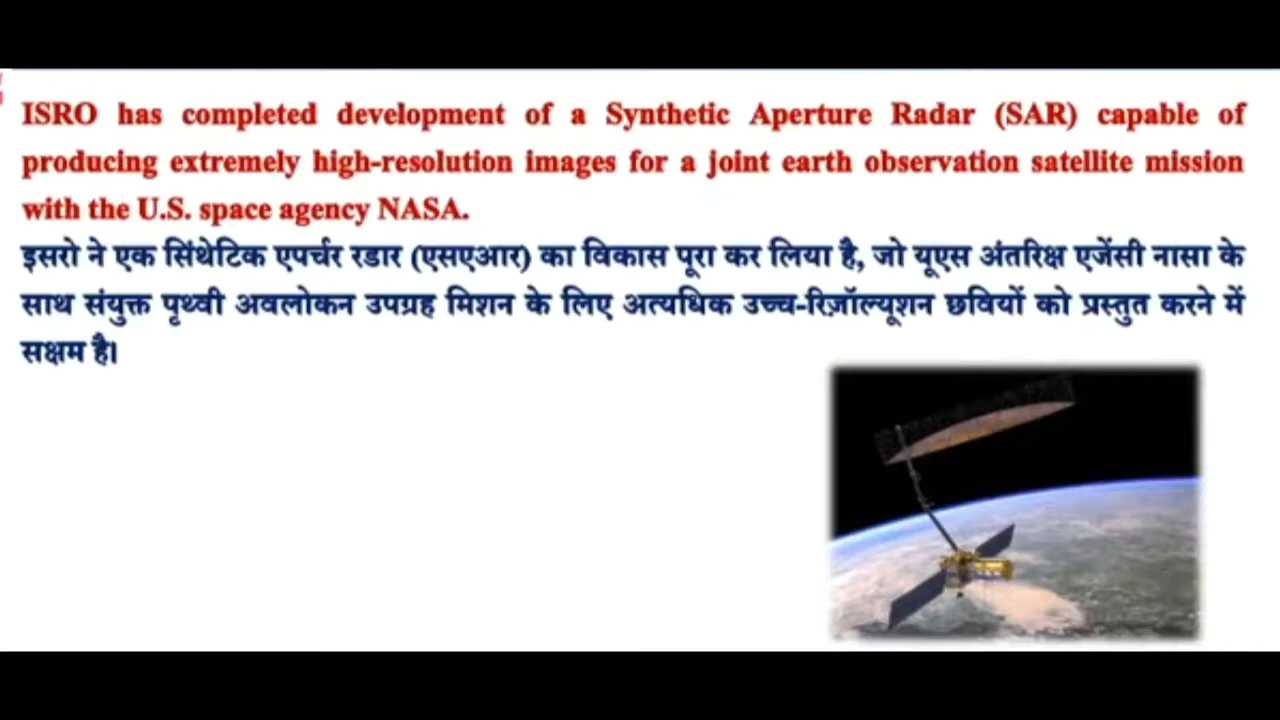 ISRO has completed development of a Synthetic Aperture Radar (SAR) capable of
producing extremely high-resolution images for a joint earth observation satellite mission
with the U.S. space agency NASA.
इसरो ने एक सिंथेटिक एपर्चर रडार (एसएआर) का विकास पूरा कर लिया है, जो यूएस अंतरिक्ष एजेंसी नासा के
साथ संयुक्त पृथ्वी अवलोकन उपग्रह मिशन के लिए अत्यधिक उच्च-रिज़ॉल्यूशन छवियों को प्रस्तुत करने में
सक्षम है।